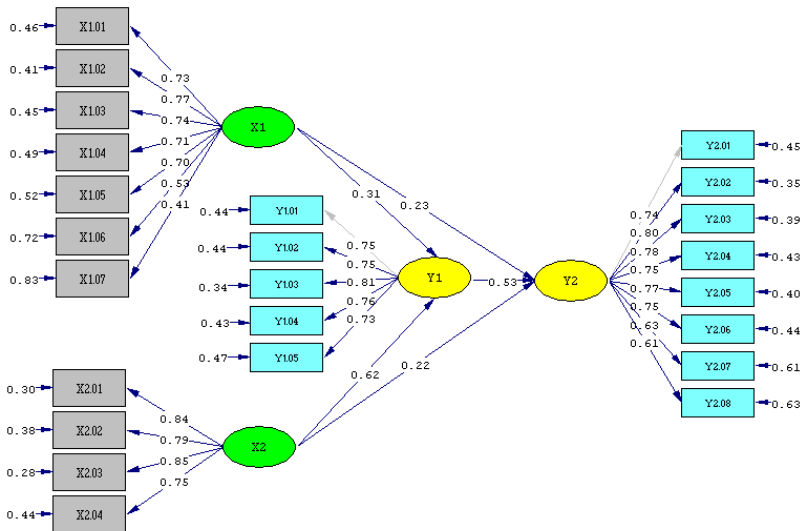 0.46 X1.01
0.41 X1.02
0.45 X1.03
0.49 X1.04
0.52 X1.05
0.72 X1.06
0.83 X1.07
0.73
0.77
0.74
0.71
0.70
0.53
0.41
X1
0.31
0.23
0.44 Y1.01
0.44 Y1.02
0.34 Y1.03
0.43 Y1.04
0.47 Y1.05
0.75
0.75
0.81
0.76
0.73
Y1
0.53
Y2
0.62
0.22
0.30 X2.01
0.38 X2.02
0.28 X2.03
0.44 X2.04
0.84
0.79
0.85
0.75
X2
0.74
0.80
0.78
0.75
0.77
0.75
0.63
0.61
Y2.01 0.45
Y2.02 0.35
Y2.03 0.39
Y2.04 0.43
Y2.05 0.40
Y2.06 0.44
Y2.07 0.61
Y2.08 0.63